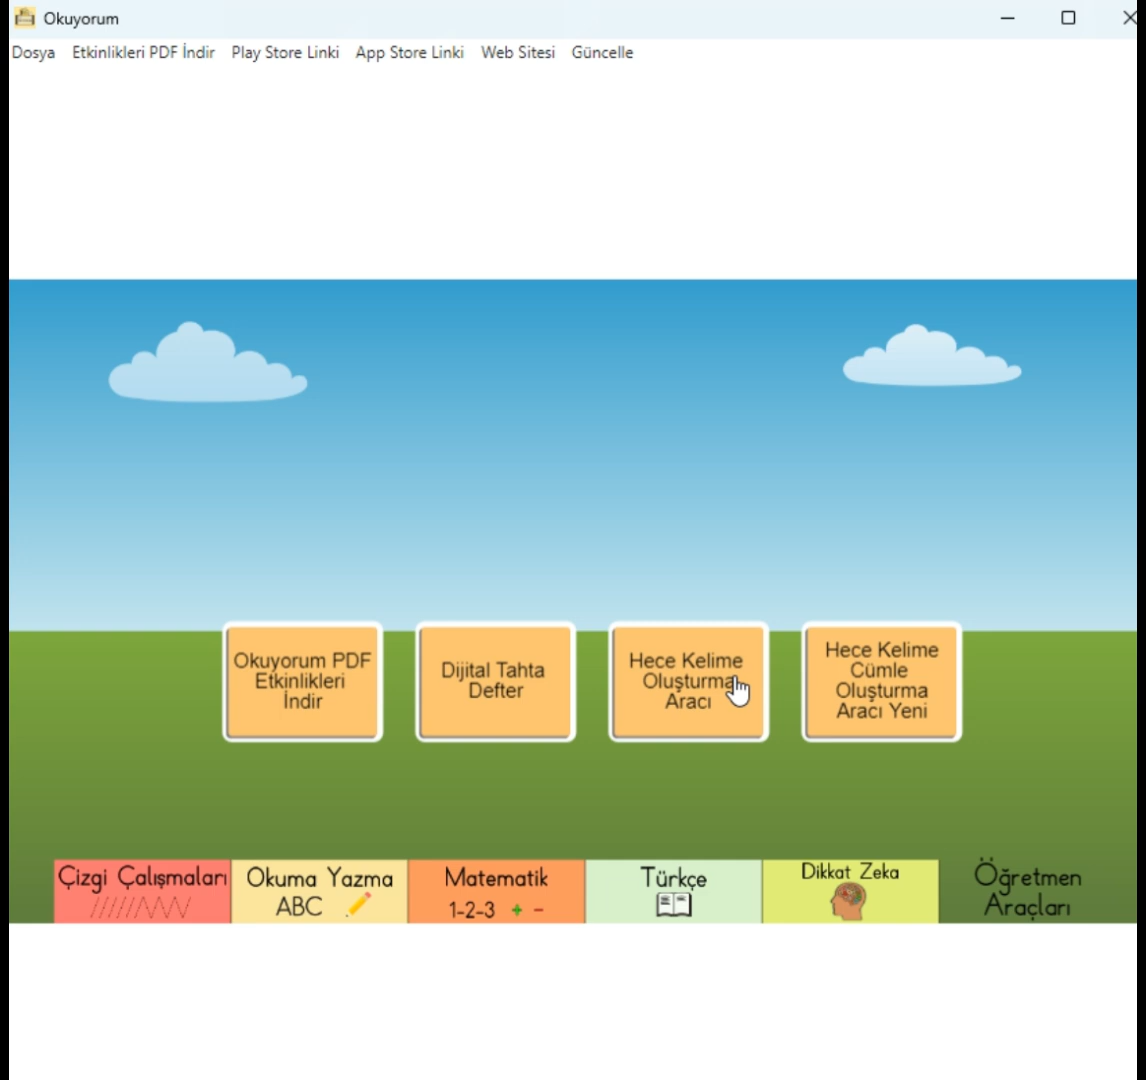 Okuyorum
Dosya Etkinlikleri PDF İndir Play Store Linki App Store Linki Web Sitesi Güncelle
Okuyorum PDF
Etkinlikleri
İndir
Dijital Tahta
Defter
Hece Kelime
Oluşturma
Aracı
Hece Kelime
Cümle
Oluşturma
Aracı Yeni
Çizgi Çalışmaları
Okuma Yazma
ABC
Matematik
1-2-3 + -
Türkçe
Dikkat Zeka
Öğretmen
Araçları